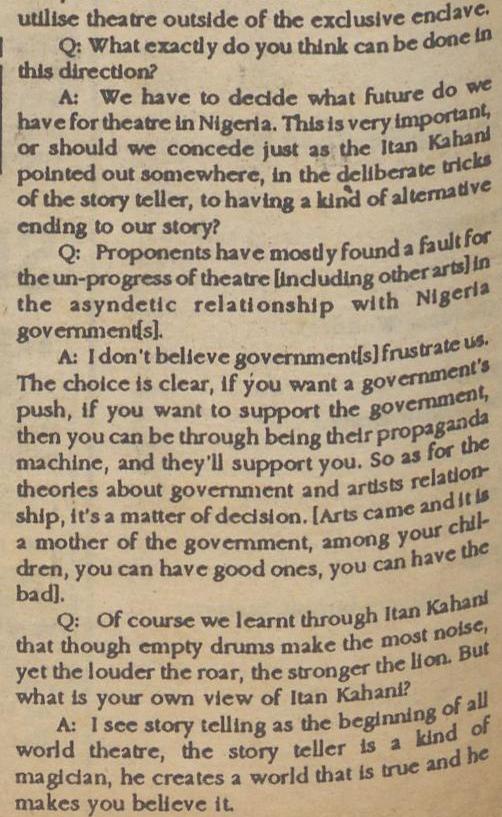 utilise theatre outside of the exclusive enclave.
Q: What exactly do you think can be done in
this direction?
A: We have to decide what future do we
have for theatre in Nigeria. This is very important,
or should we concede just as the Itan Kahani
pointed out somewhere, in the deliberate tricks
of the story teller, to having a kind of alternative
ending to our story?
Q: Proponents have mostly found a fault for
the un-progress of theatre [including other arts] in
the asyndetic relationship with Nigeria
government[s].
A: I don't believe government[s] frustrate us.
The choice is clear, if you want a government's
push, if you want to support the government,
then you can be through being their propaganda
machine, and they'll support you. So as for the
theories about government and artists relation-
ship, it's a matter of decision. [Arts came and it is
a mother of the government, among your chil-
dren, you can have good ones, you can have the
bad].
Q: Of course we learnt through Itan Kahani
that though empty drums make the most noise,
yet the louder the roar, the stronger the lion. But
what is your own view of Itan Kahani?
A: I see story telling as the beginning of all
world theatre, the story teller is a kind of
magician, he creates a world that is true and he
makes you believe it.